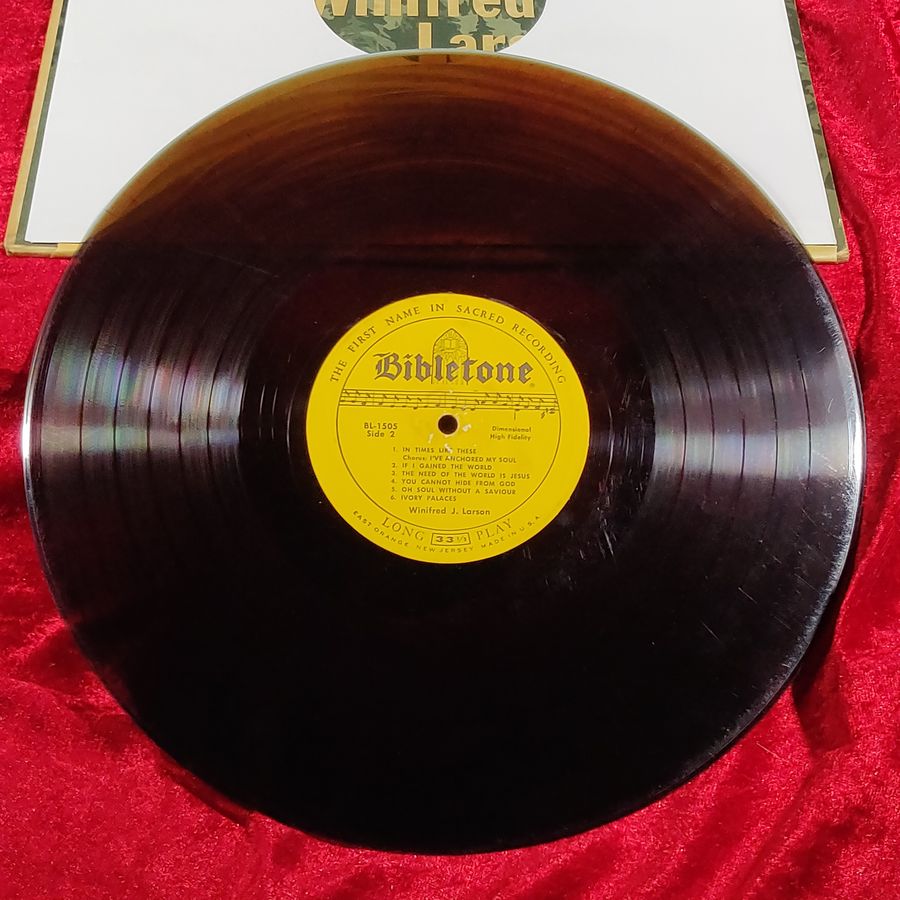 Winifred
Lars
THE FIRST NAME IN SACRED RECORDING
Bibletone
®
BL-1505
Side 2
Dimensional
High Fidelity
1. IN TIMES LIKE THESE
Chorus: I'VE ANCHORED MY SOUL
2. IF I GAINED THE WORLD
3. THE NEED OF THE WORLD IS JESUS
4. YOU CANNOT HIDE FROM GOD
5. OH SOUL WITHOUT A SAVIOUR
6. IVORY PALACES
Winifred J. Larson
LONG 33⅓ PLAY
EAST ORANGE, NEW JERSEY MADE IN U.S.A.